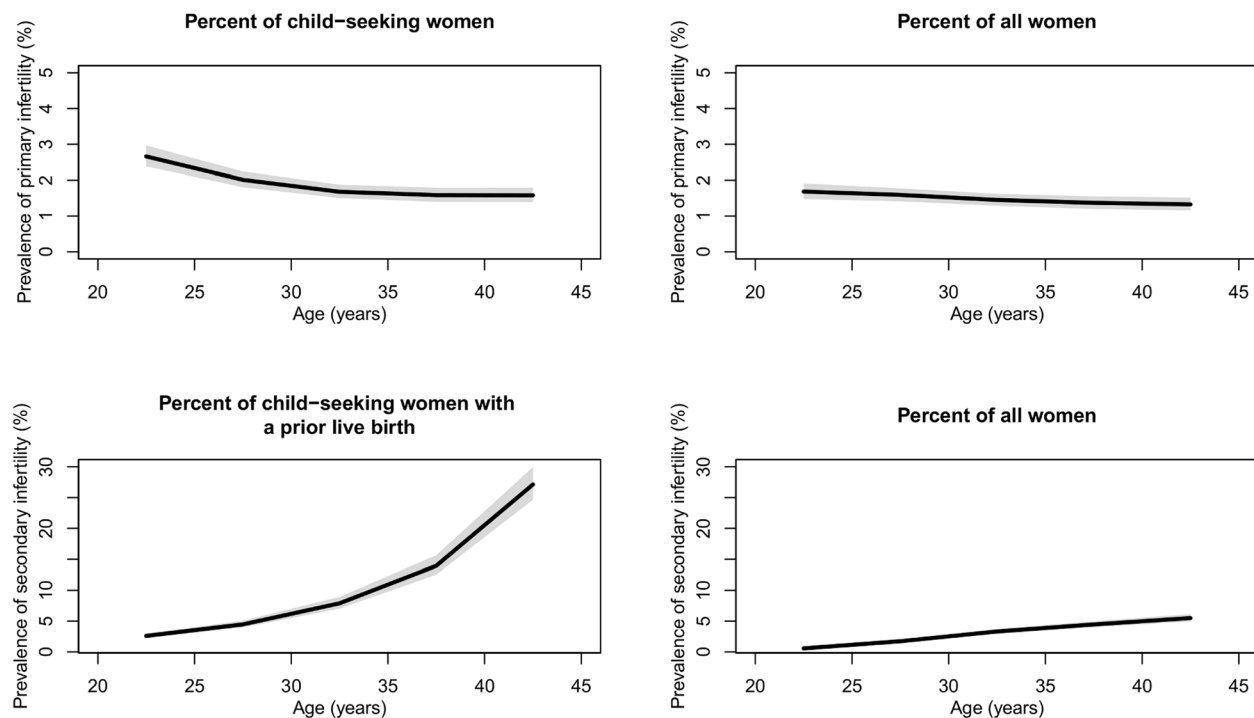 Percent of child−seeking women
Prevalence of primary infertility (%)
5
4
3
2
1
0
20 25 30 35 40 45
Age (years)
Percent of all women
Prevalence of primary infertility (%)
5
4
3
2
1
0
20 25 30 35 40 45
Age (years)
Percent of child−seeking women with
a prior live birth
Prevalence of secondary infertility (%)
30
20
10
5
0
20 25 30 35 40 45
Age (years)
Percent of all women
Prevalence of secondary infertility (%)
30
20
10
5
0
20 25 30 35 40 45
Age (years)